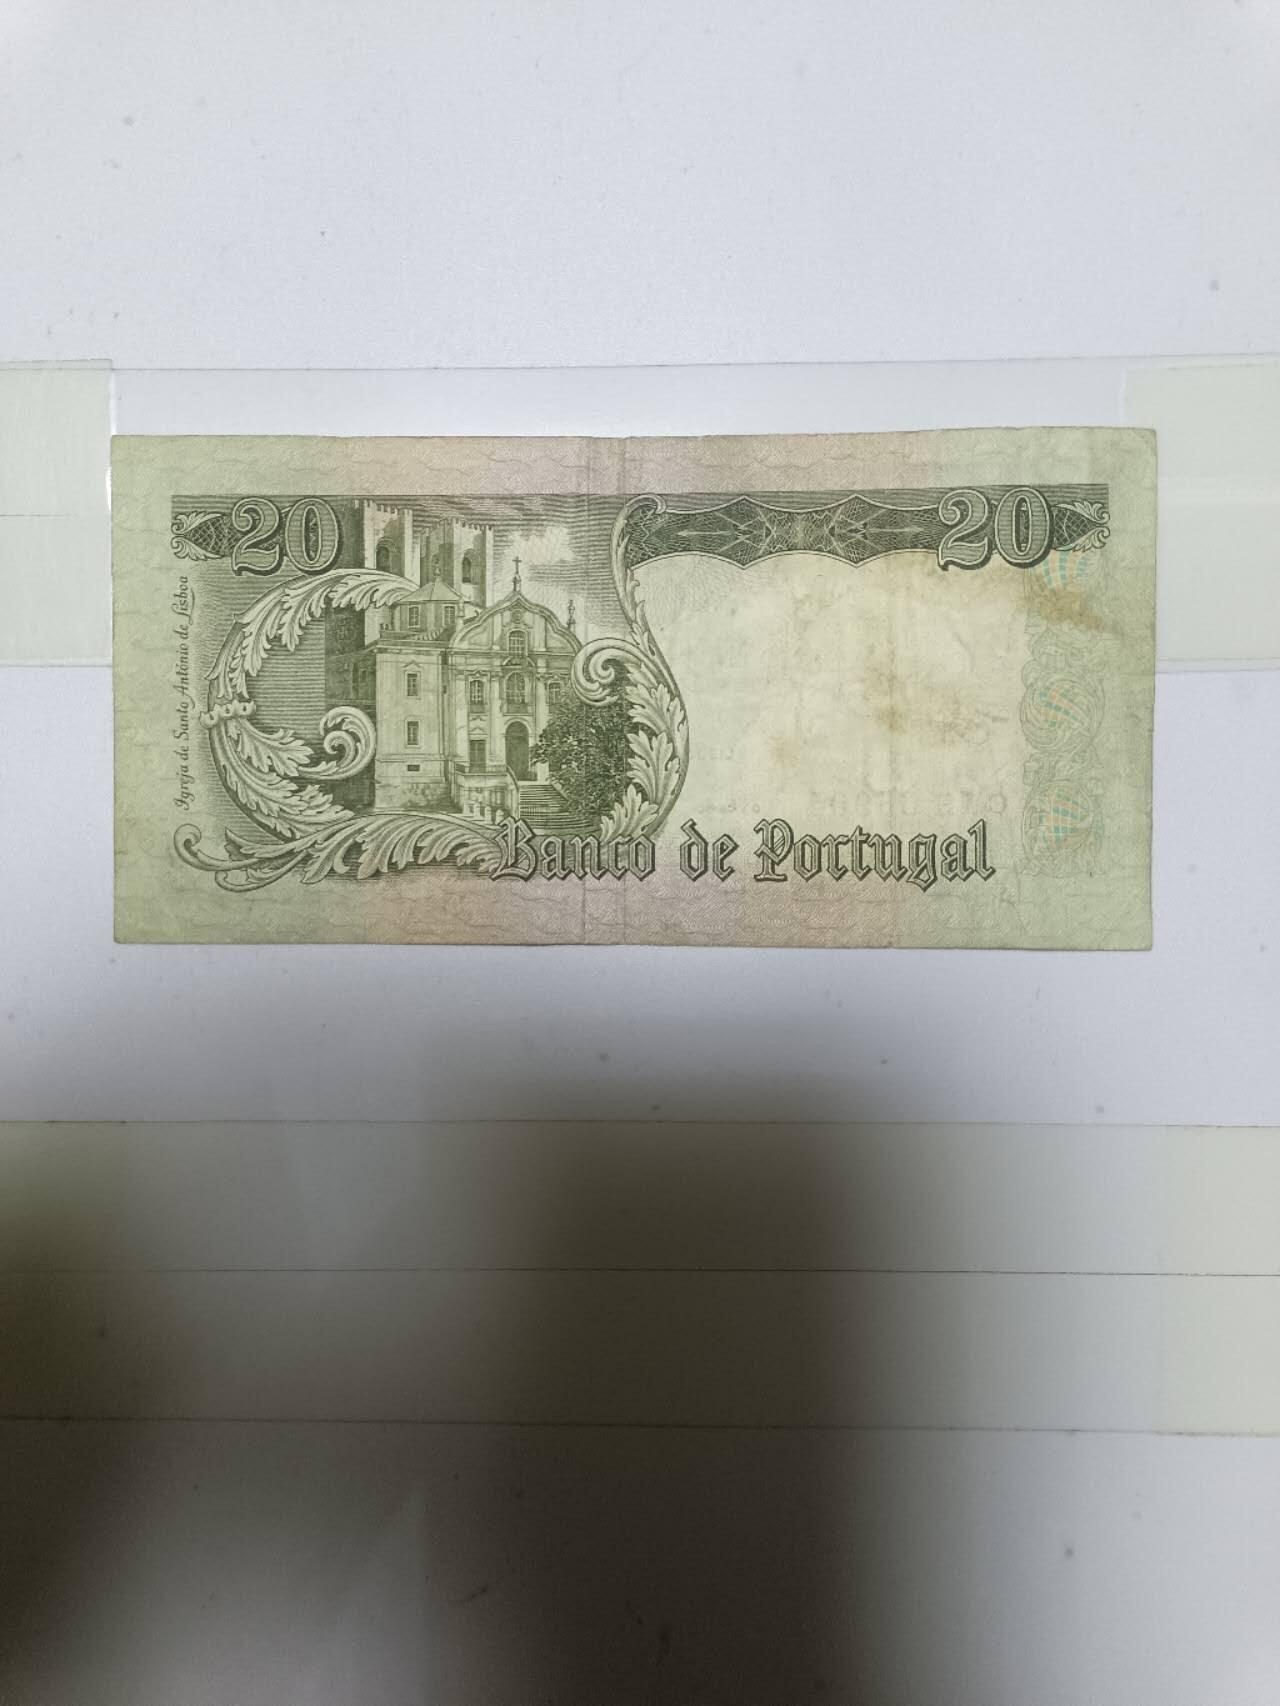 20 20
Igreja de Santo António de Lisboa
Banco de Portugal